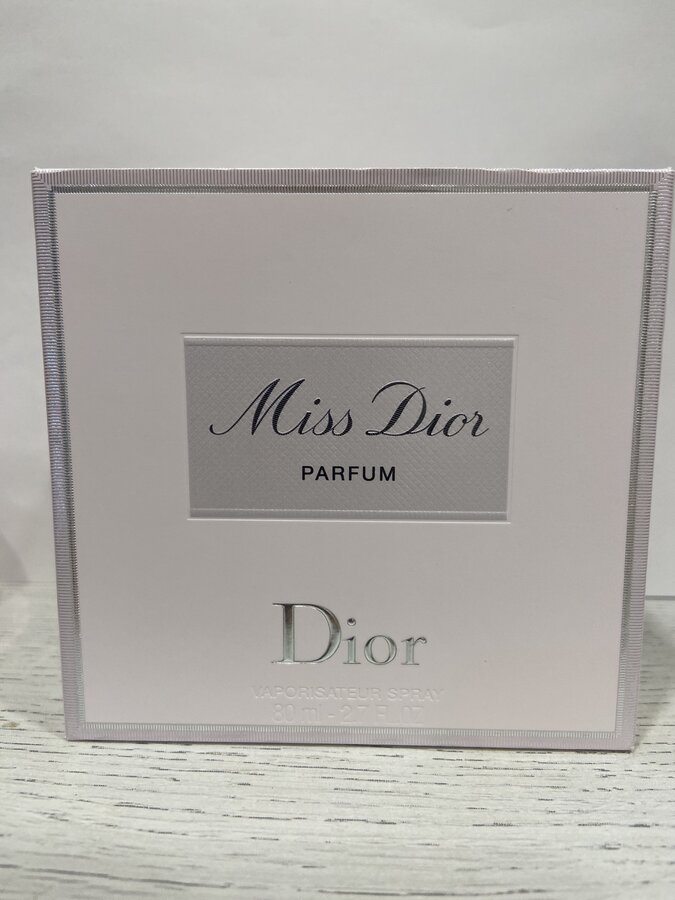 Miss Dior
PARFUM
Dior
VAPORISATEUR SPRAY
80 ml - 2.7 FL.OZ